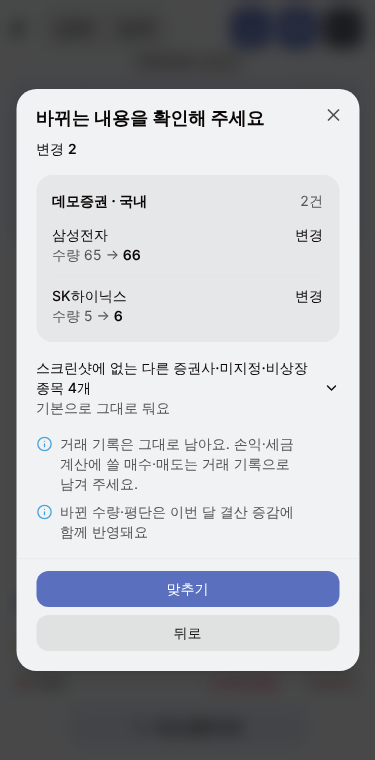 바뀌는 내용을 확인해 주세요
변경 2
데모증권 · 국내 2건
삼성전자 변경
수량 65 → 66
SK하이닉스 변경
수량 5 → 6
스크린샷에 없는 다른 증권사·미지정·비상장
종목 4개
기본으로 그대로 둬요
거래 기록은 그대로 남아요. 손익·세금
계산에 쓸 매수·매도는 거래 기록으로
남겨 주세요.
바뀐 수량·평단은 이번 달 결산 증감에
함께 반영돼요
맞추기
뒤로